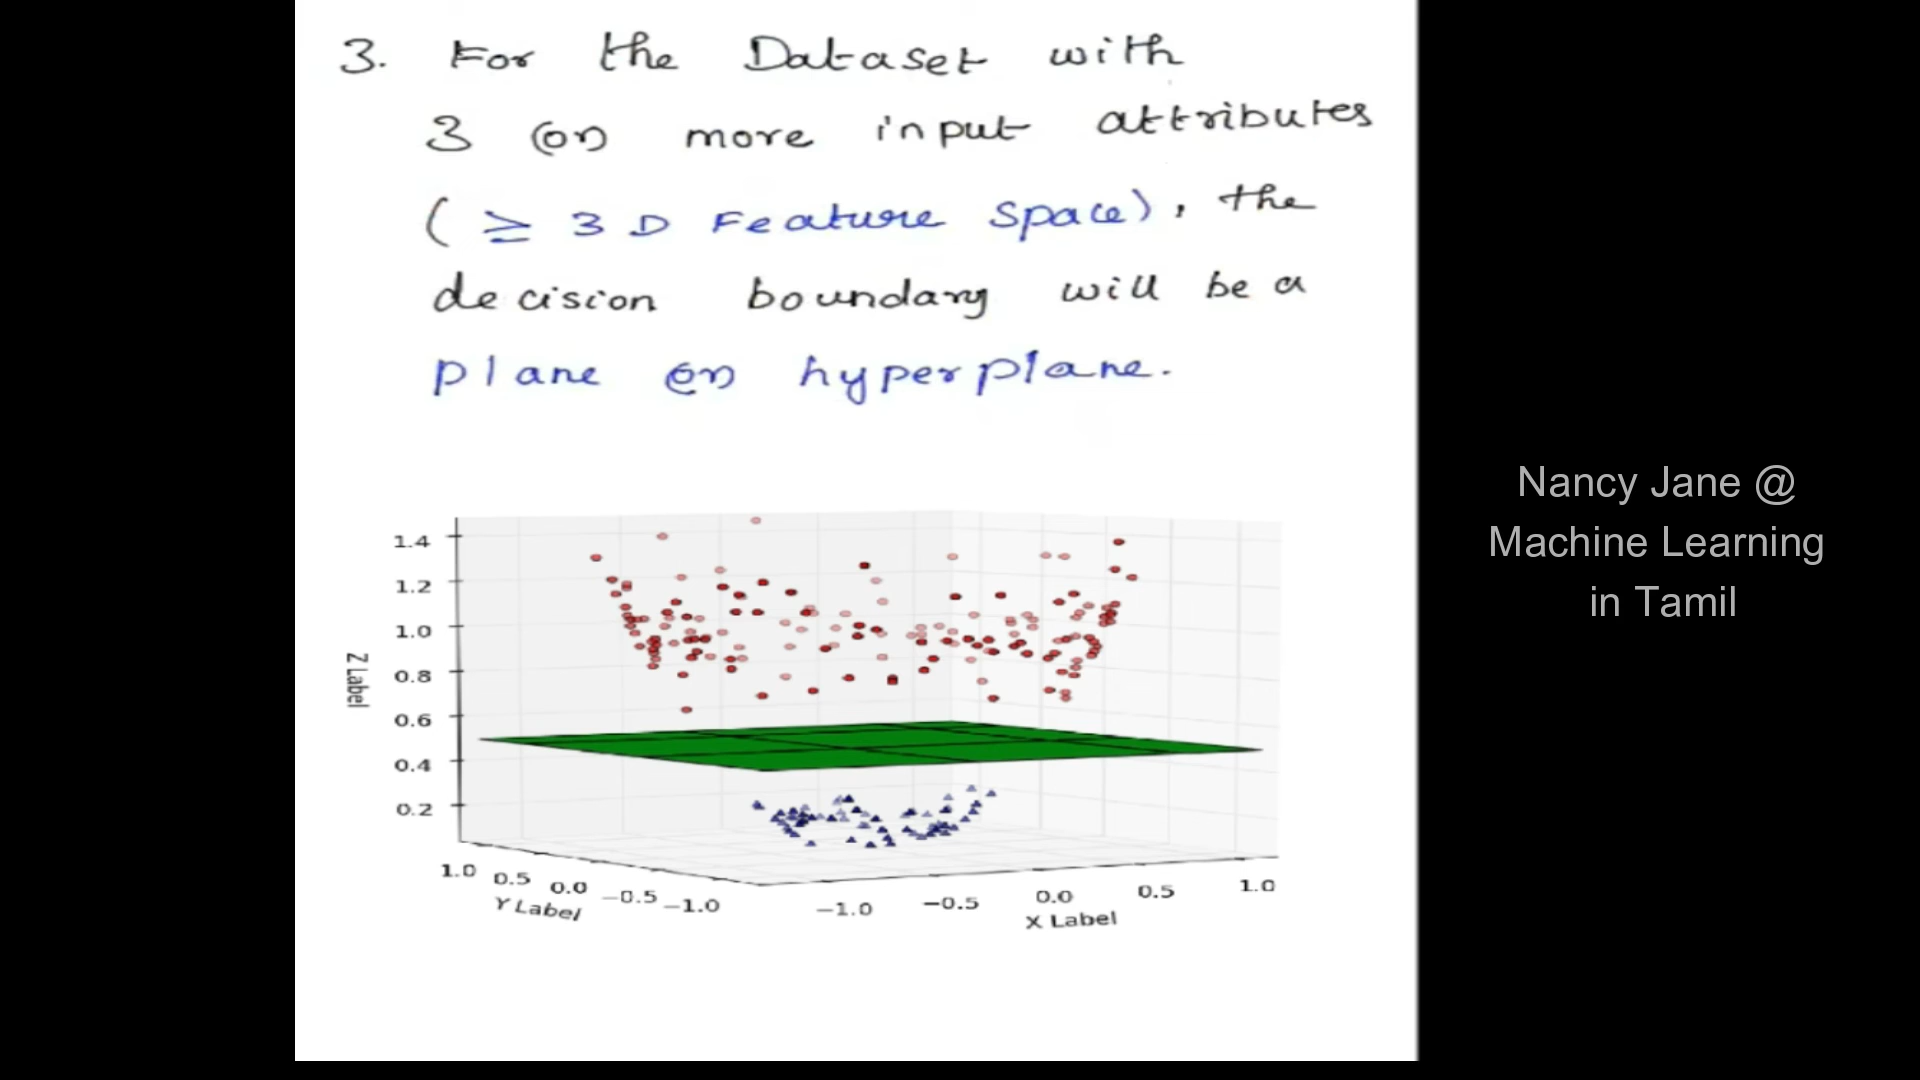 3. For the Dataset with
3 (or) more input attributes
( ≥ 3D Feature Space), the
decision boundary will be a
plane (or) hyperplane.
Nancy Jane @
Machine Learning
in Tamil
1.4
1.2
1.0
0.8
0.6
0.4
0.2
Z Label
1.0 0.5 0.0 −0.5 −1.0
Y Label
−1.0 −0.5 0.0 0.5 1.0
X Label